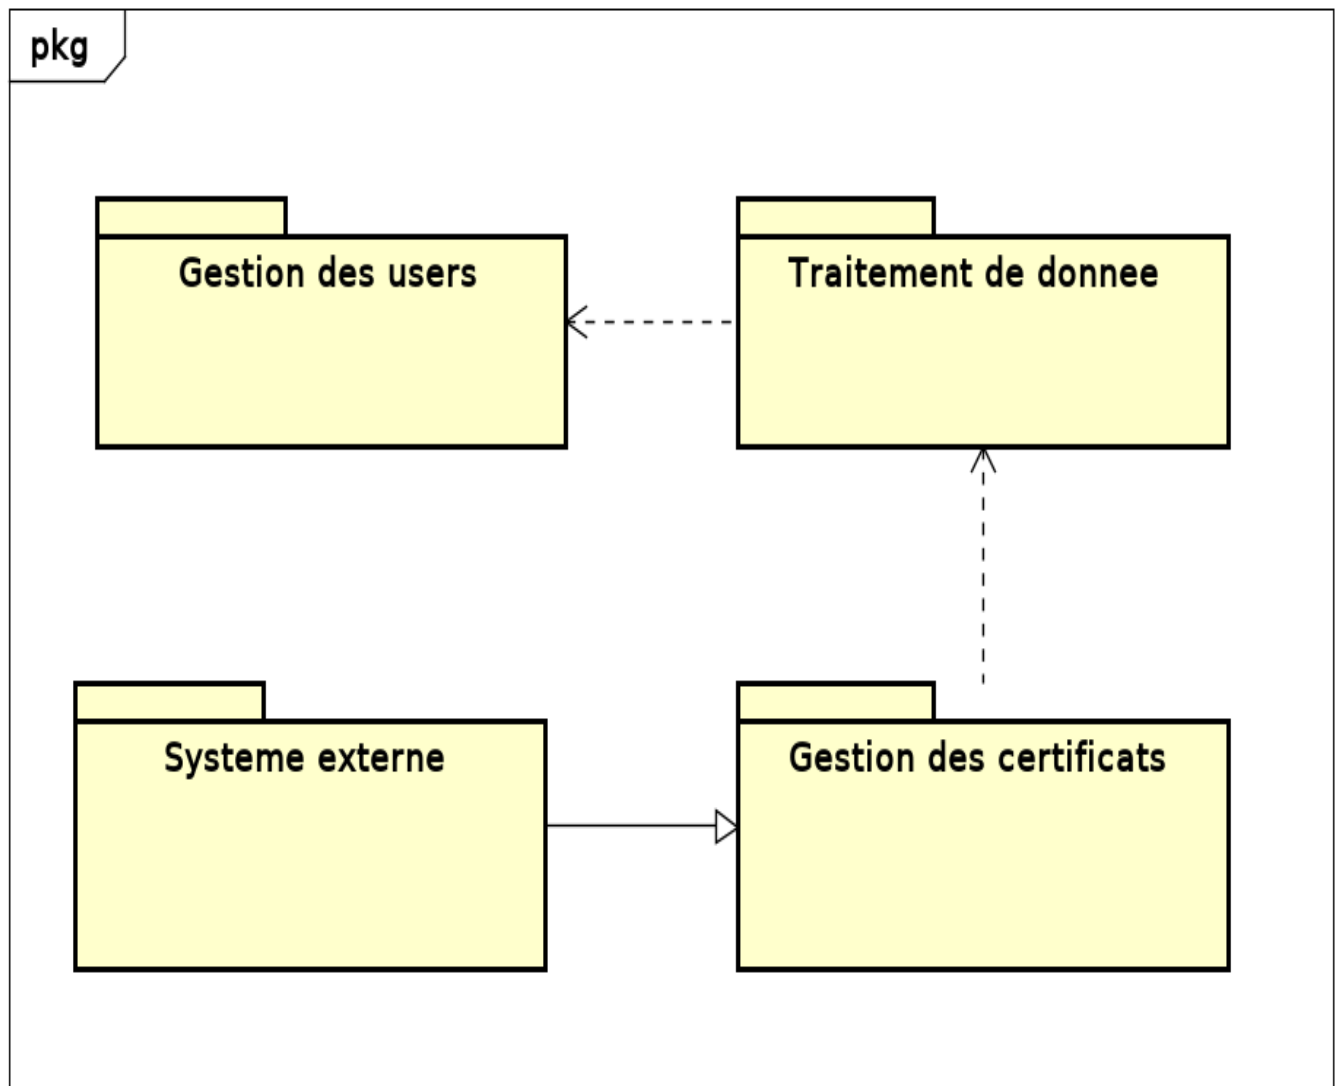 pkg
Gestion des users
Traitement de donnee
Systeme externe
Gestion des certificats